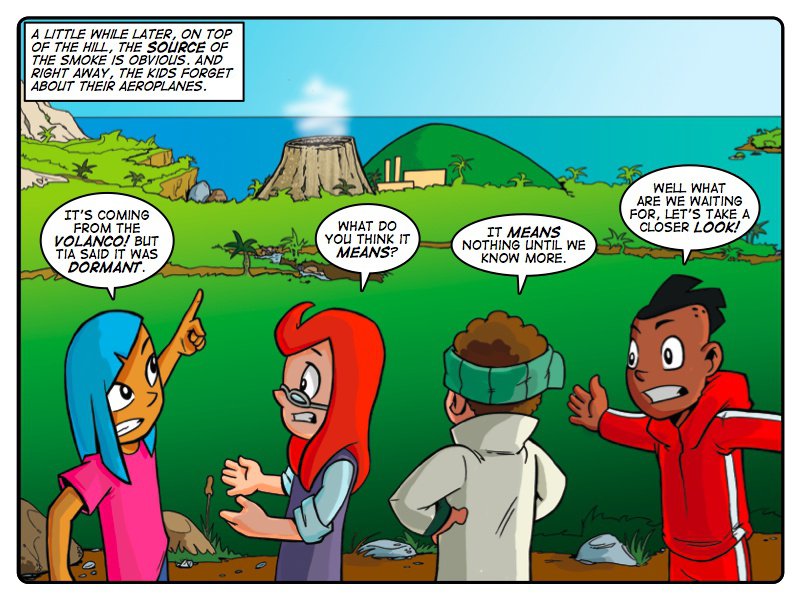 A LITTLE WHILE LATER, ON TOP
OF THE HILL, THE SOURCE OF
THE SMOKE IS OBVIOUS. AND
RIGHT AWAY, THE KIDS FORGET
ABOUT THEIR AEROPLANES.
IT'S COMING
FROM THE
VOLANCO! BUT
TIA SAID IT WAS
DORMANT.
WHAT DO
YOU THINK IT
MEANS?
IT MEANS
NOTHING UNTIL WE
KNOW MORE.
WELL WHAT
ARE WE WAITING
FOR, LET'S TAKE A
CLOSER LOOK!